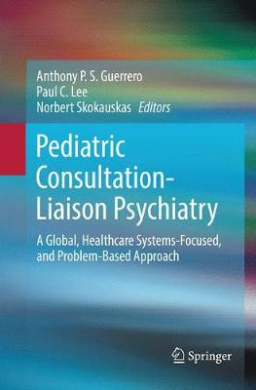 Anthony P. S. Guerrero
Paul C. Lee
Norbert Skokauskas Editors
Pediatric
Consultation-
Liaison Psychiatry
A Global, Healthcare Systems-Focused,
and Problem-Based Approach
Springer